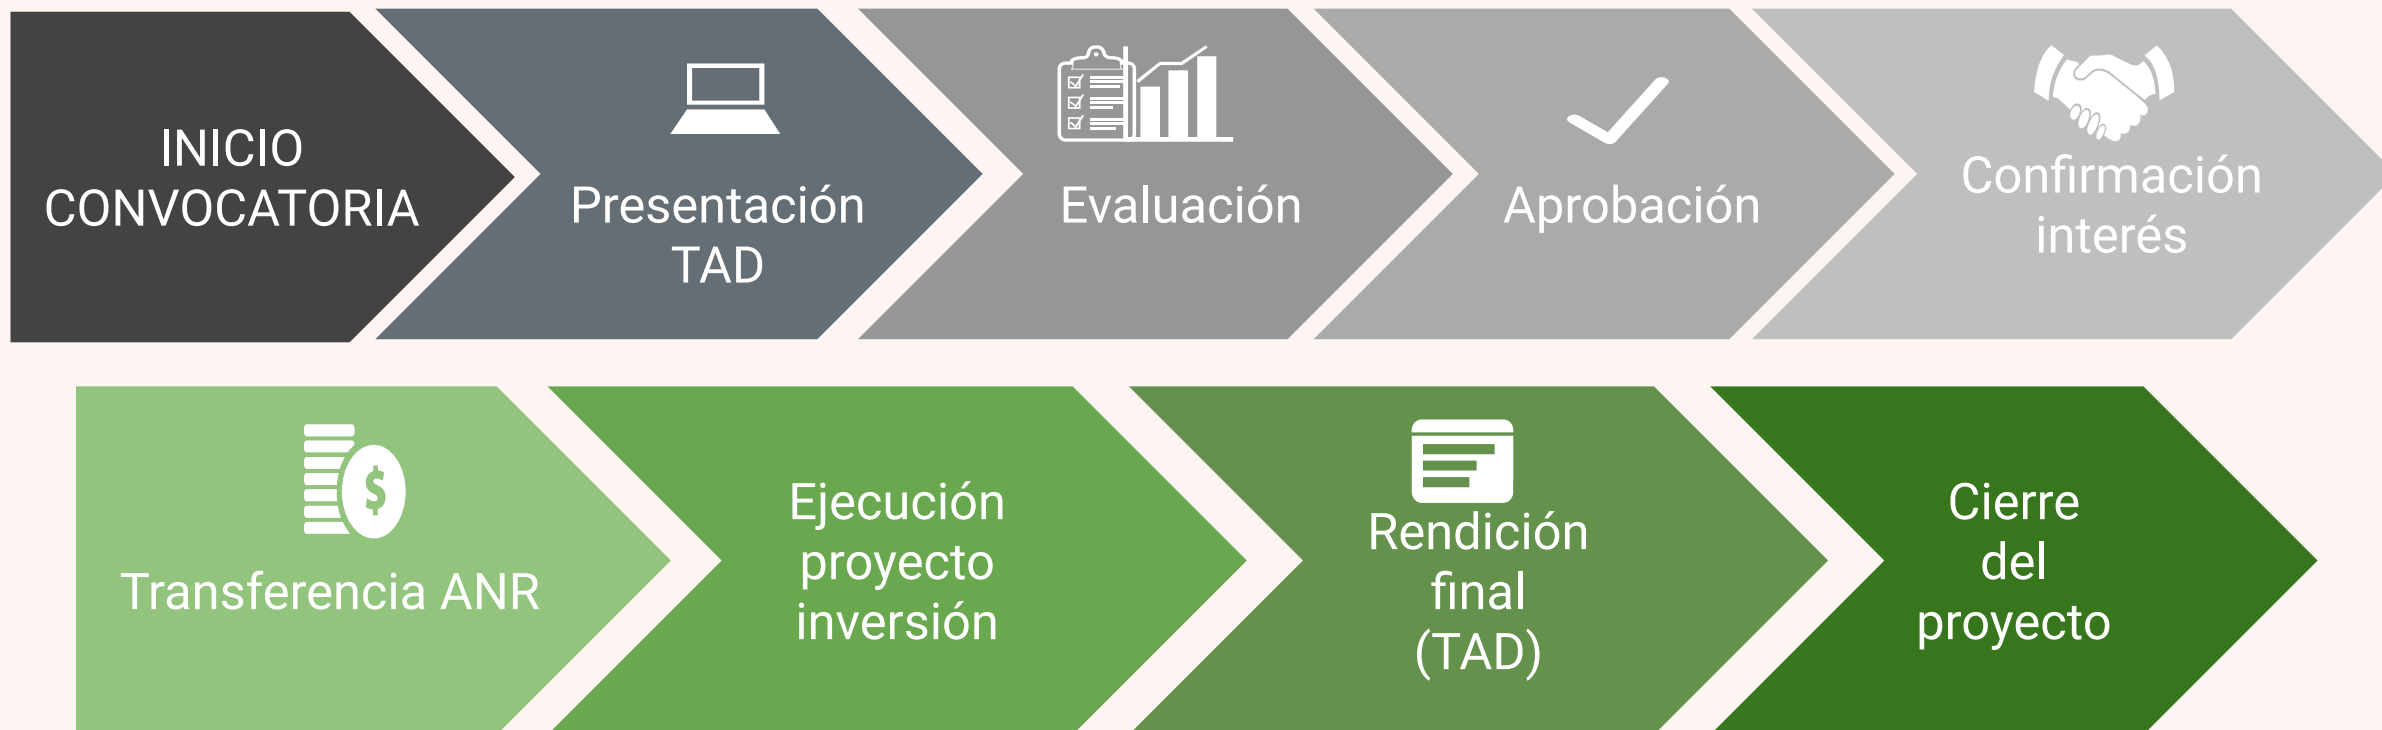 INICIO
CONVOCATORIA
Presentación
TAD
Evaluación
Aprobación
Confirmación
interés
$
Transferencia ANR
Ejecución
proyecto
inversión
Rendición
final
(TAD)
Cierre
del
proyecto